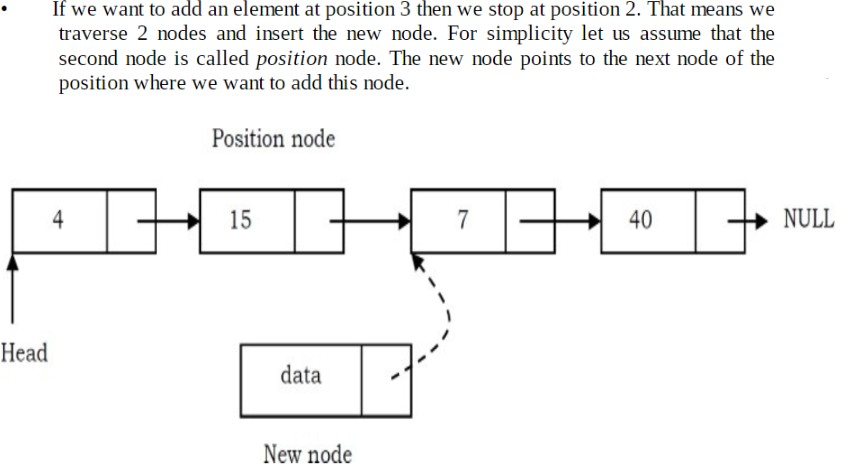 • If we want to add an element at position 3 then we stop at position 2. That means we
traverse 2 nodes and insert the new node. For simplicity let us assume that the
second node is called position node. The new node points to the next node of the
position where we want to add this node.
Position node
4 15 7 40 NULL
Head
data
New node